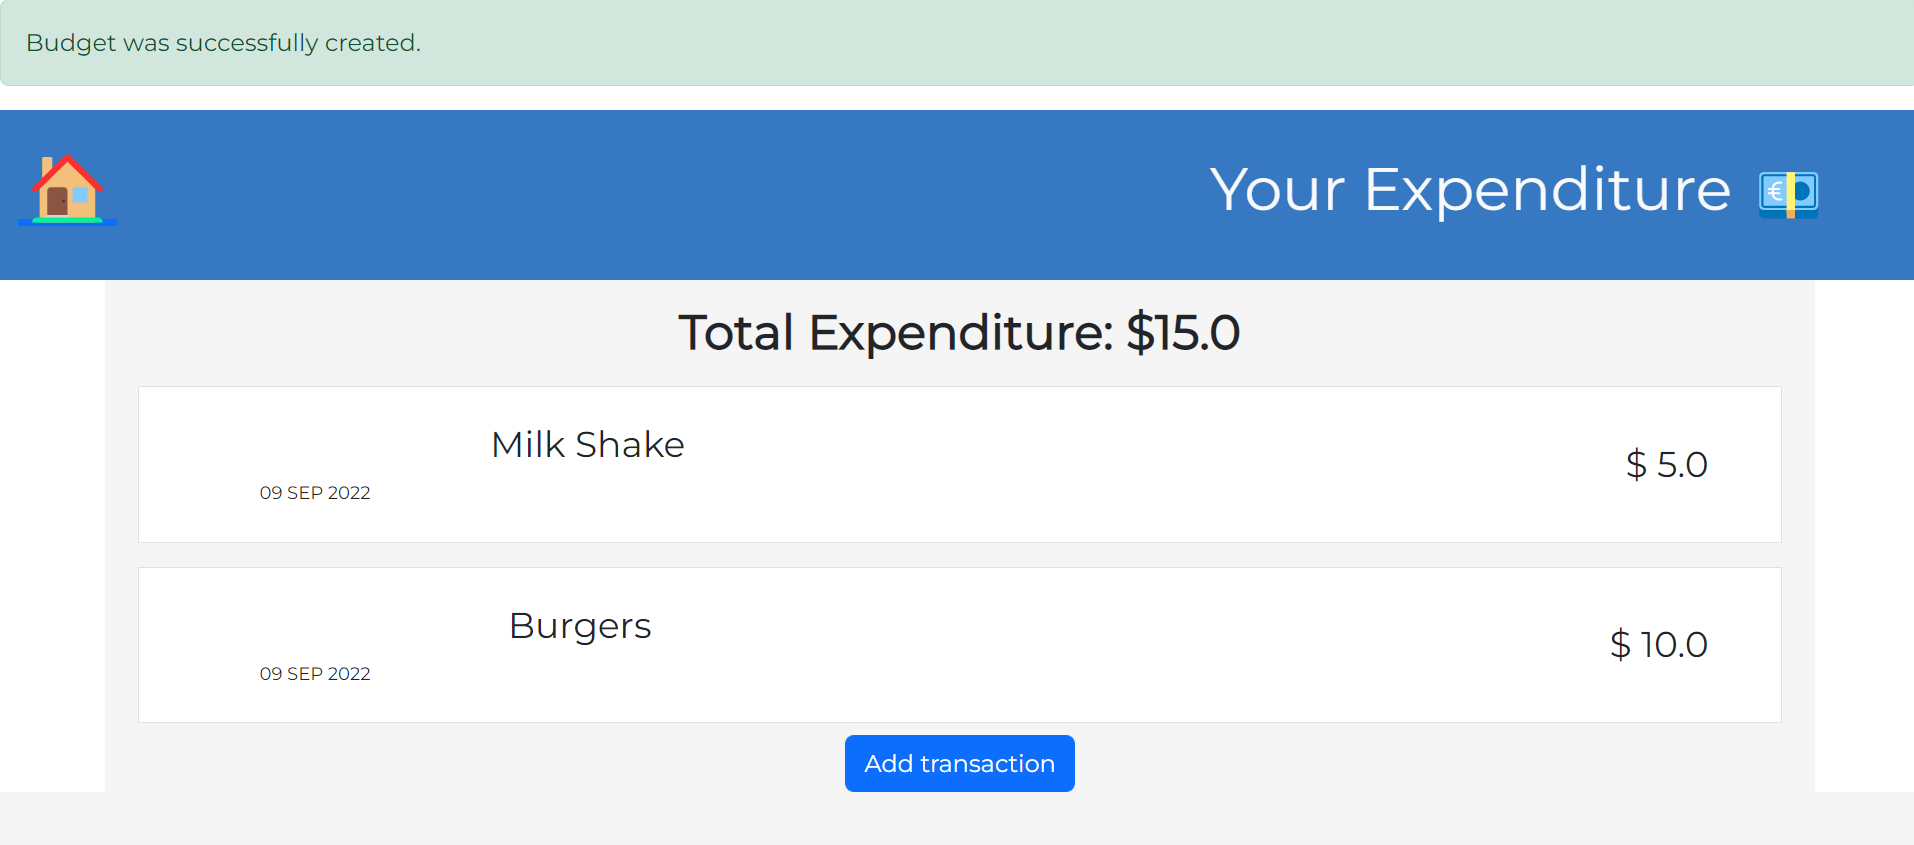 Budget was successfully created.
Your Expenditure
Total Expenditure: $15.0
Milk Shake
$ 5.0
09 SEP 2022
Burgers
$ 10.0
09 SEP 2022
Add transaction